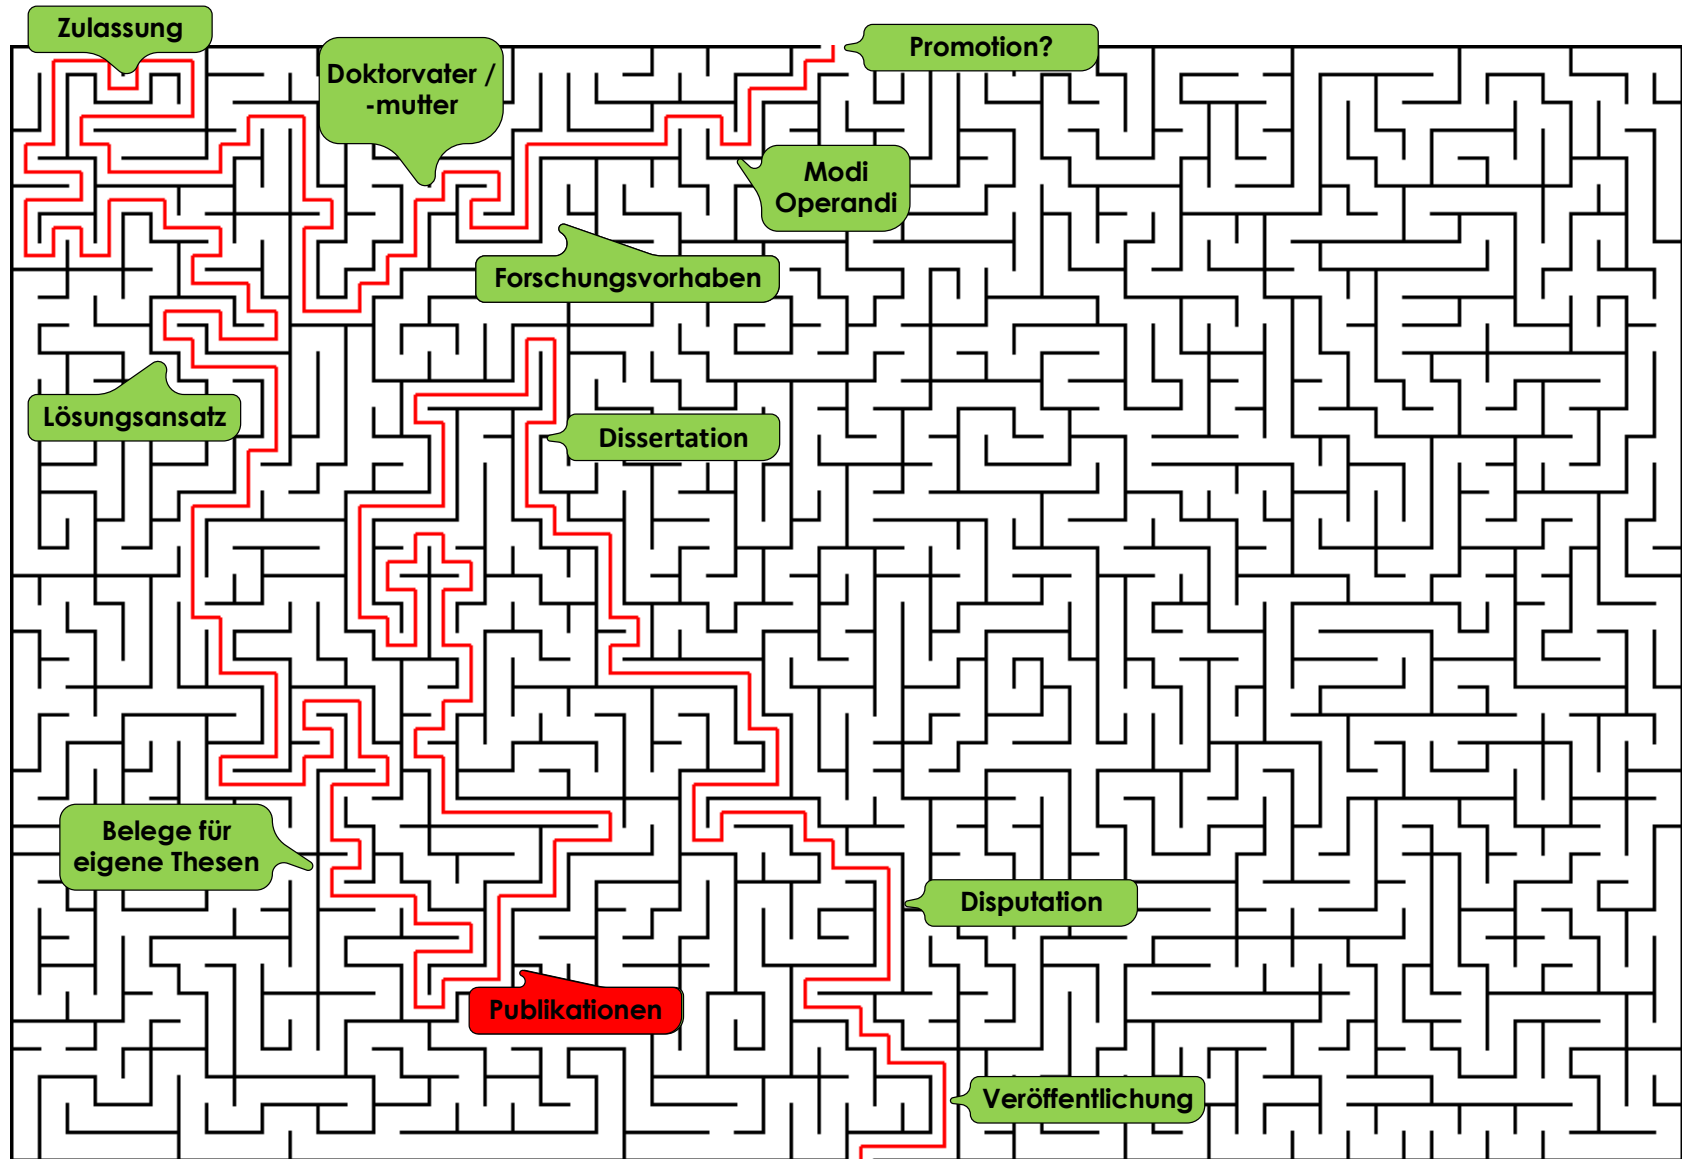 Zulassung
Promotion?
Doktorvater /
-mutter
Modi
Operandi
Forschungsvorhaben
Lösungsansatz
Dissertation
Belege für
eigene Thesen
Disputation
Publikationen
Veröffentlichung